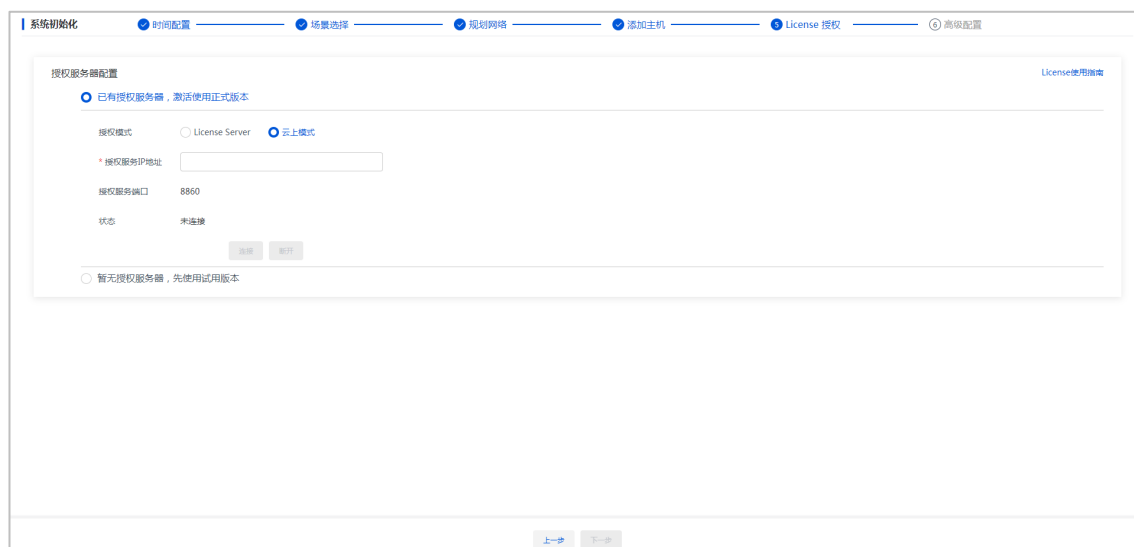 系统初始化 时间配置 场景选择 规划网络 添加主机 5 License 授权 6 高级配置
授权服务器配置 License使用指南
已有授权服务器，激活使用正式版本
授权模式 License Server 云上模式
* 授权服务IP地址
授权服务端口 8860
状态 未连接
连接 断开
暂无授权服务器，先使用试用版本
上一步 下一步